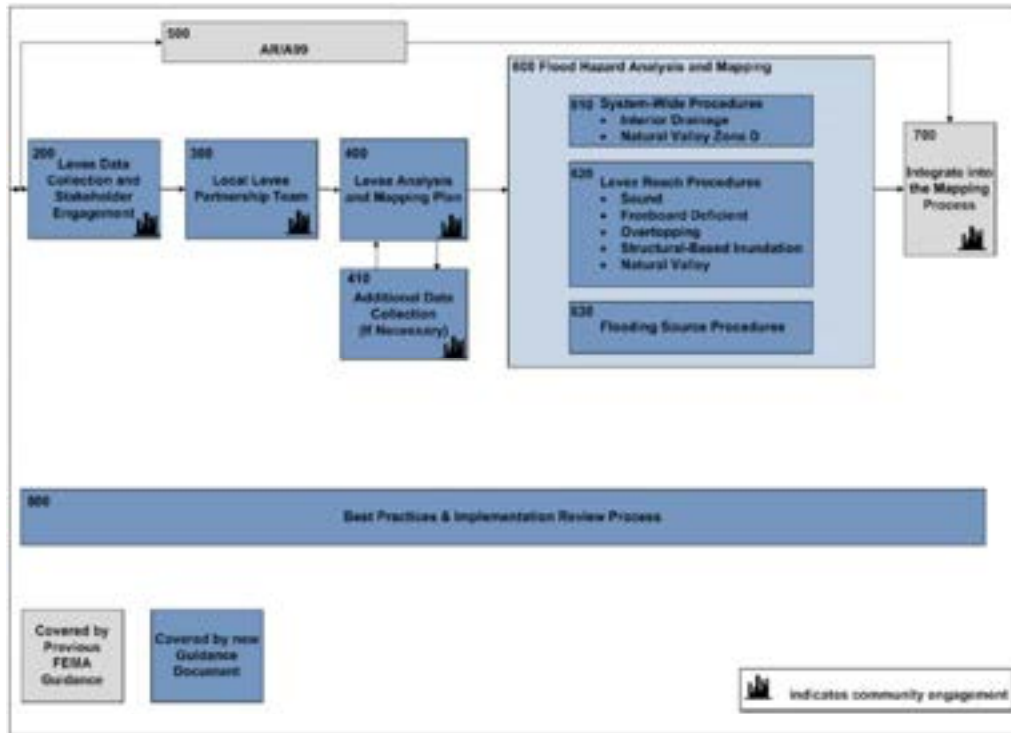 500
AR/A99
600 Flood Hazard Analysis and Mapping
610 System-Wide Procedures
• Interior Drainage
• Natural Valley Zone D
200
Levee Data
Collection and
Stakeholder
Engagement
300
Local Levee
Partnership Team
400
Levee Analysis
and Mapping Plan
620
Levee Reach Procedures
• Sound
• Freeboard Deficient
• Overtopping
• Structural-Based Inundation
• Natural Valley
700
Integrate into
the Mapping
Process
410
Additional Data
Collection
(If Necessary)
630
Flooding Source Procedures
800
Best Practices & Implementation Review Process
Covered by
Previous
FEMA
Guidance
Covered by new
Guidance
Document
indicates community engagement